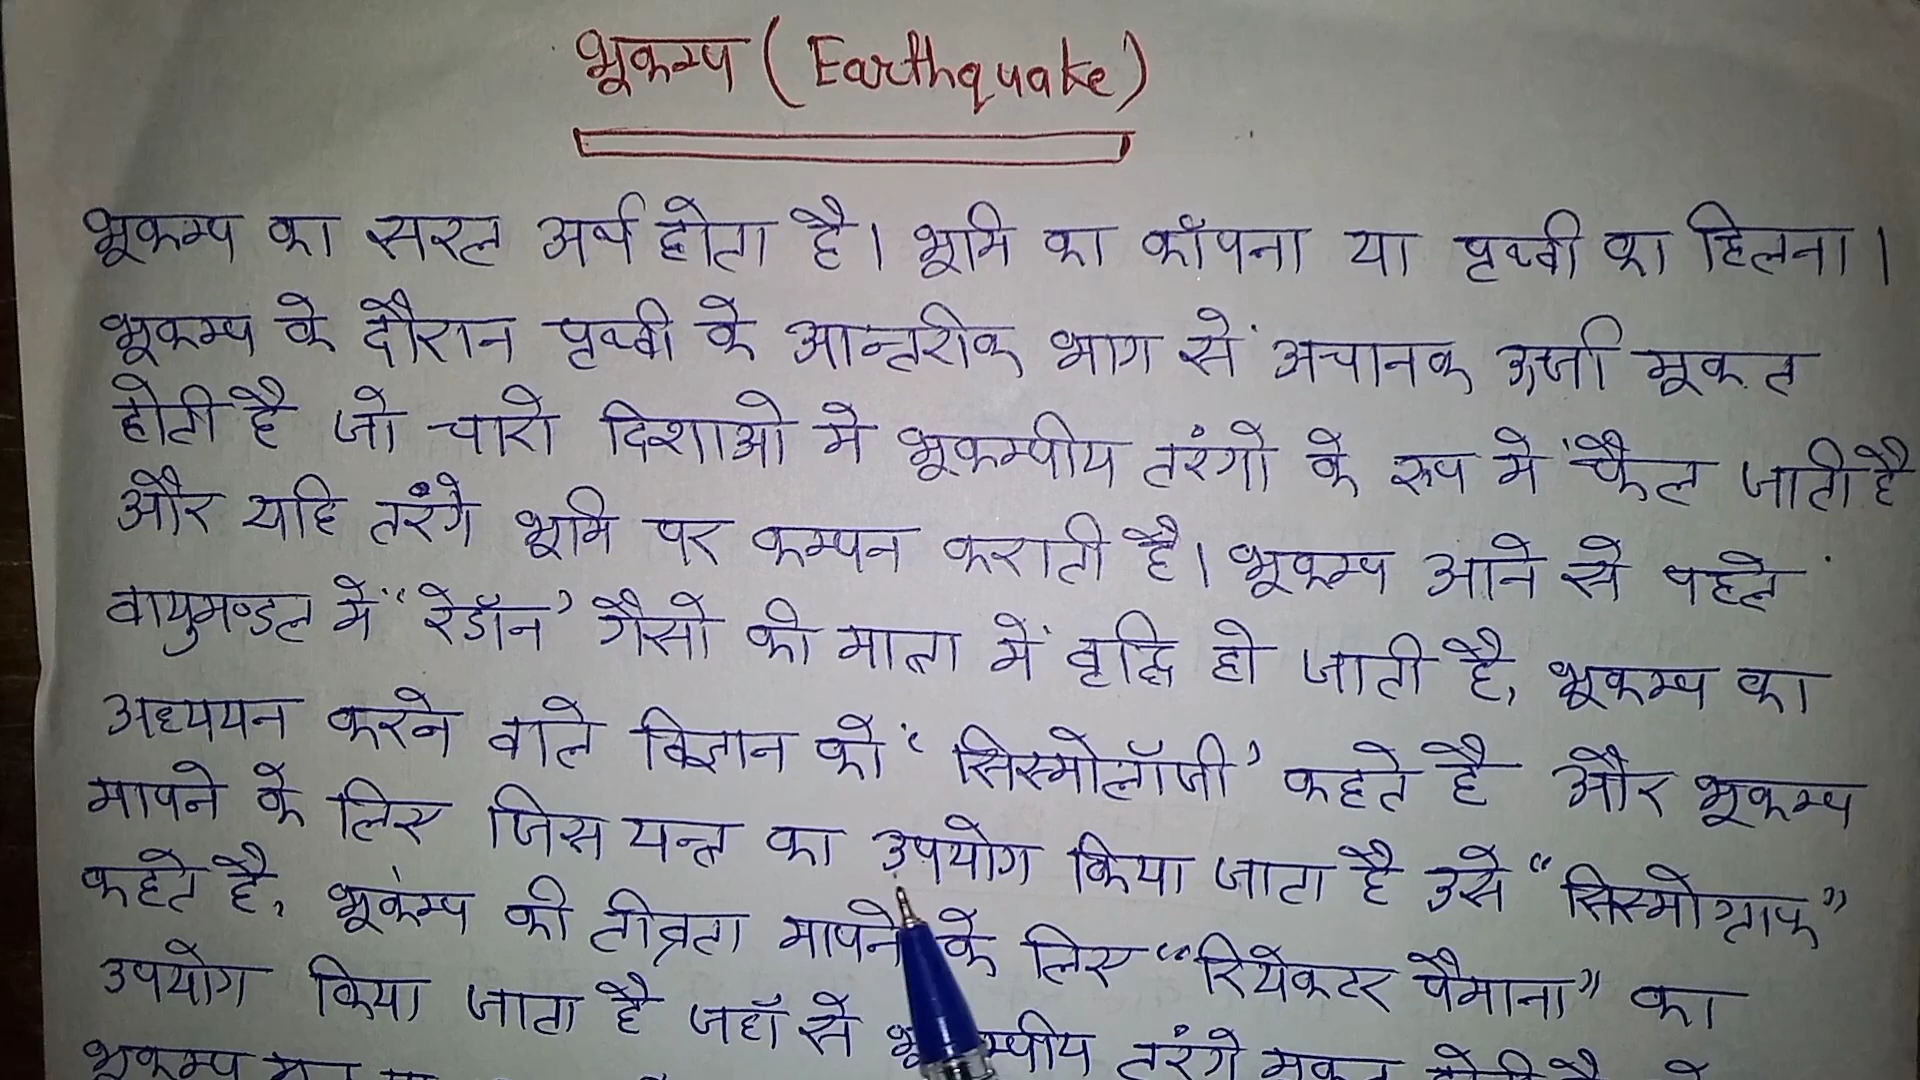 भूकम्प (Earthquake)
भूकम्प का सरल अर्थ होता है। भूमि का काँपना या पृथ्वी का हिलना।
भूकम्प के दौरान पृथ्वी के आन्तरीक भाग से अचानक ऊर्जा मूक्त
होती है जो चारो दिशाओ मे भूकम्पीय तरंगो के रूप मे फैल जाती है
और यहि तरंगे भूमि पर कम्पन कराती है। भूकम्प आने से पहले
वायुमण्डल में "रेडॉन' गैसो की मात्रा में वृद्धि हो जाती है, भूकम्प का
अध्ययन करने वाले विज्ञान को 'सिस्मोलॉजी' कहते है और भूकम्प
मापने के लिए जिस यन्त्र का उपयोग किया जाता है उसे "सिस्मोग्राफ"
कहते है, भूकंम्प की तीव्रता मापने के लिए "रियेक्टर पैमाना" का
उपयोग किया जाता है जहाँ से तरंगे
भूकम्प